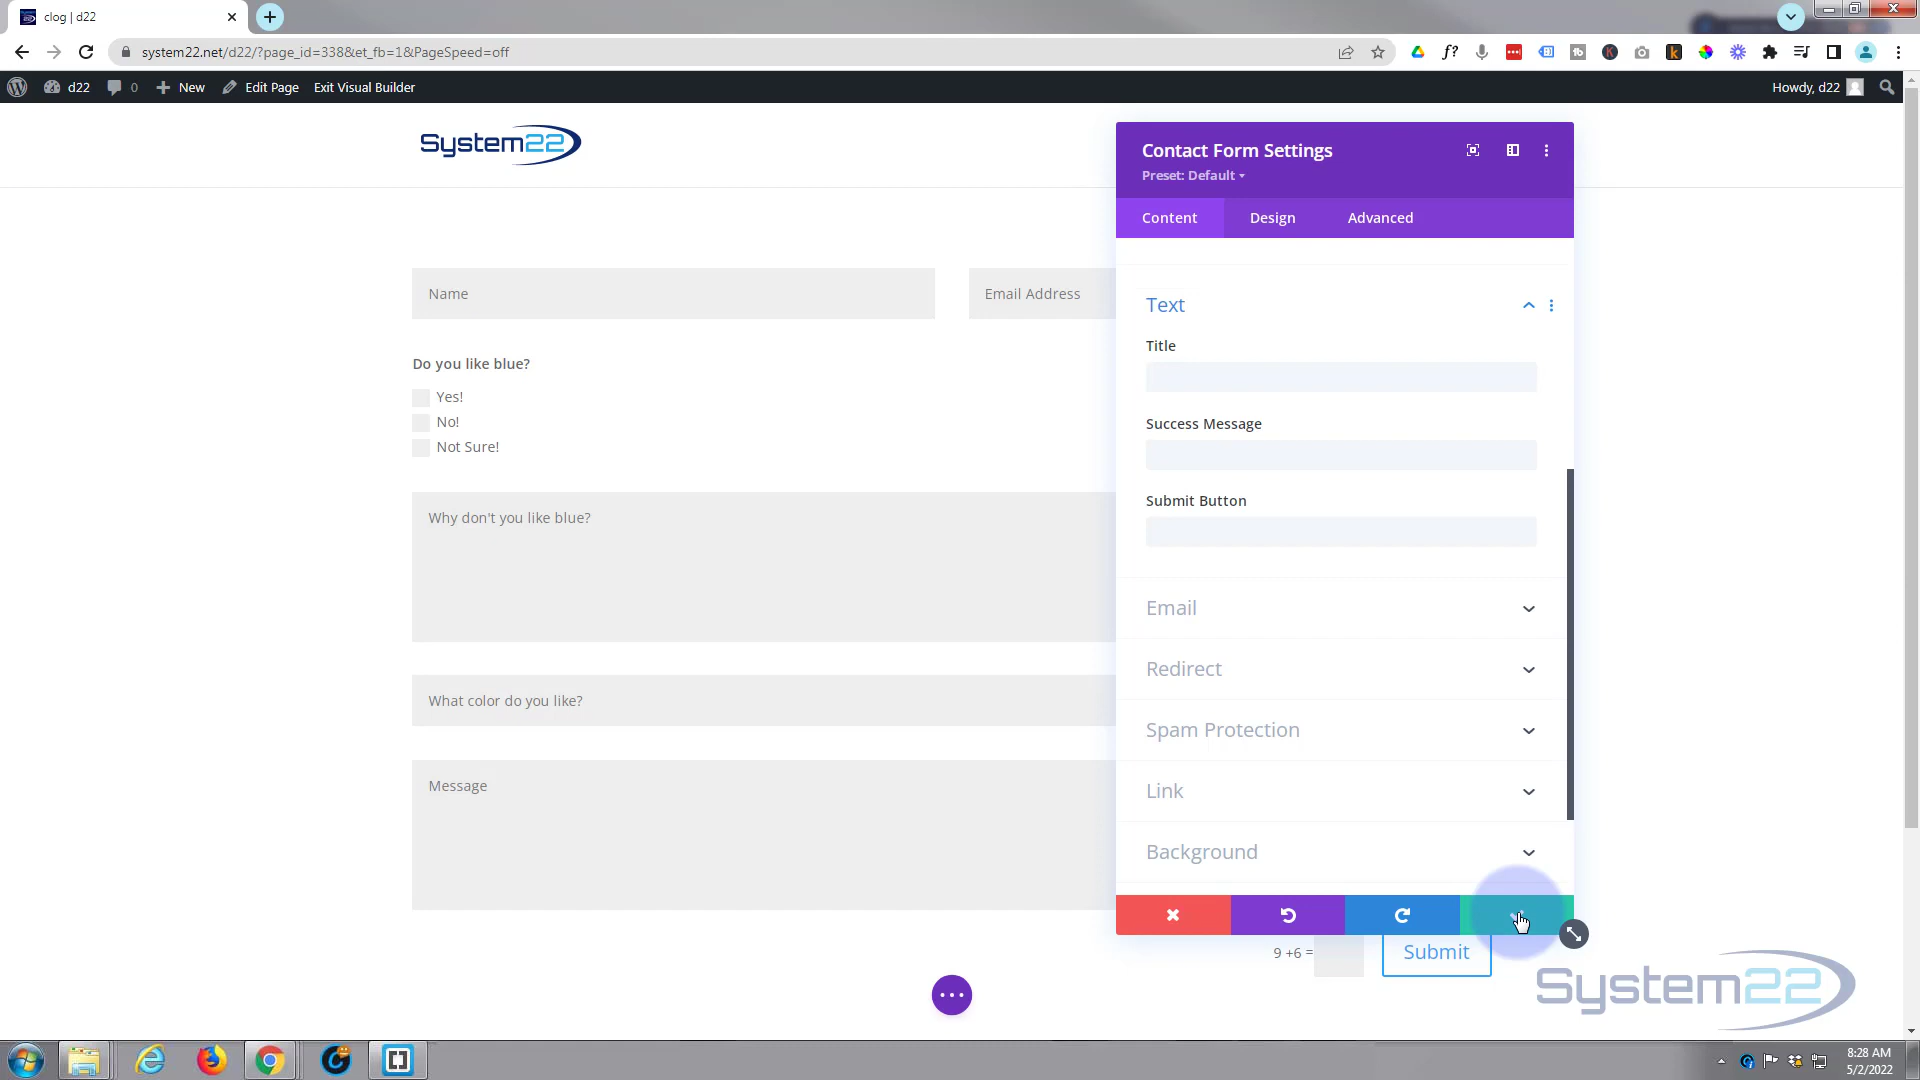 clog | d22
system22.net/d22/?page_id=338&et_fb=1&PageSpeed=off
d22
0
New
Edit Page
Exit Visual Builder
Howdy, d22
System22
Contact Form Settings
Preset: Default
Content
Design
Advanced
Name
Email Address
Do you like blue?
Yes!
No!
Not Sure!
Why don't you like blue?
What color do you like?
Message
Text
Title
Success Message
Submit Button
Email
Redirect
Spam Protection
Link
Background
9 +6 =
Submit
System22
8:28 AM
5/2/2022